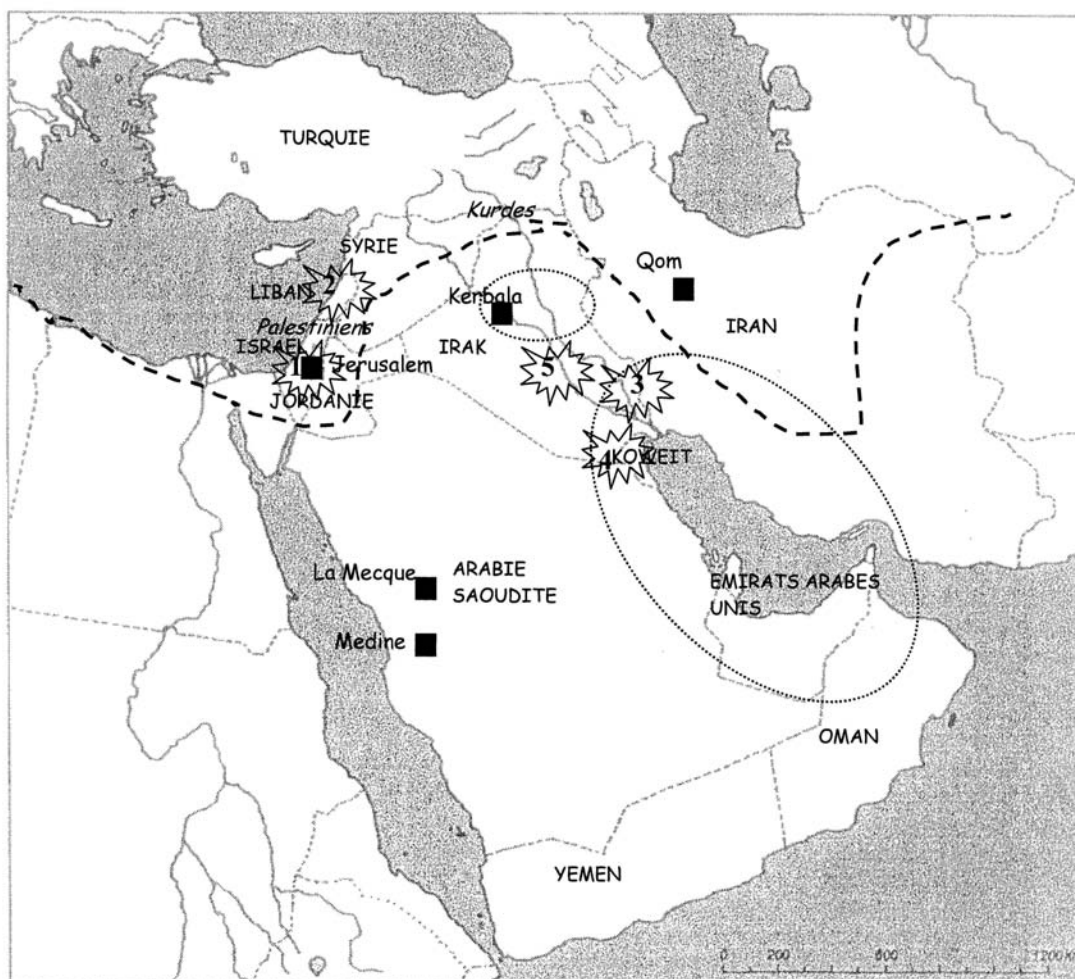 TURQUIE
Kurdes
SYRIE
Qom
LIBAN
2
Kerbala
Palestiniens
IRAN
ISRAEL
IRAK
1
Jerusalem
5
3
JORDANIE
4
KOWEIT
La Mecque
ARABIE
SAOUDITE
EMIRATS ARABES
UNIS
Medine
OMAN
YEMEN
0 200 600